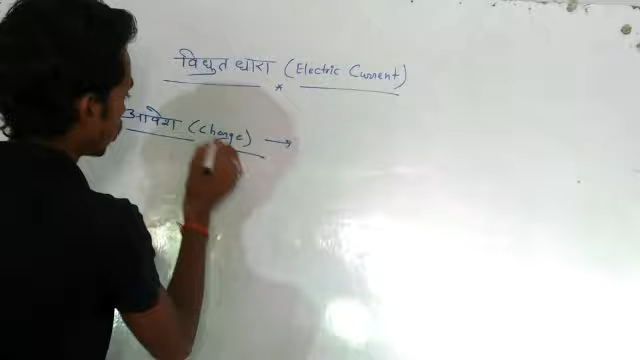 विधुत धारा (Electric Current)
*
आवेश (Charge) →